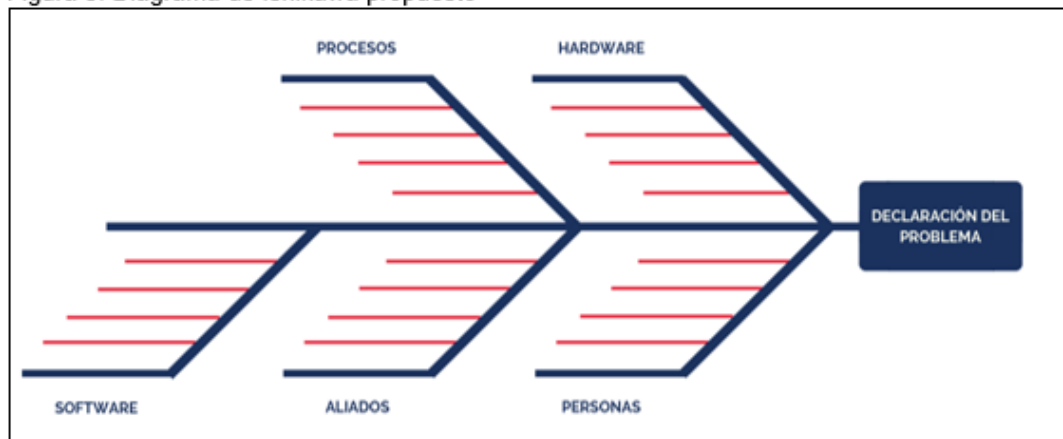 PROCESOS
HARDWARE
DECLARACIÓN DEL
PROBLEMA
SOFTWARE
ALIADOS
PERSONAS